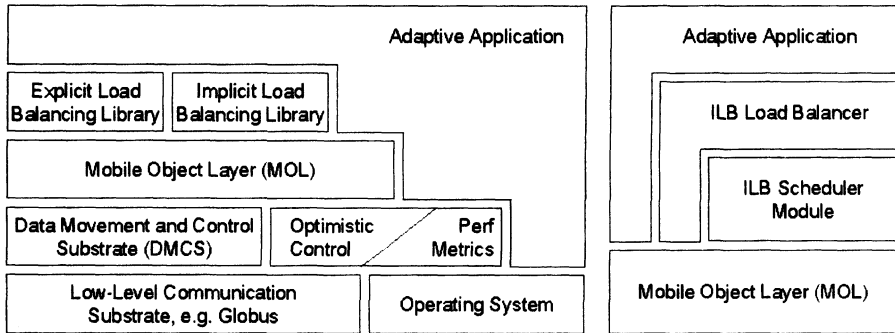 Adaptive Application
Explicit Load
Balancing Library
Implicit Load
Balancing Library
Mobile Object Layer (MOL)
Data Movement and Control
Substrate (DMCS)
Optimistic
Control
Perf
Metrics
Low-Level Communication
Substrate, e.g. Globus
Operating System
Adaptive Application
ILB Load Balancer
ILB Scheduler
Module
Mobile Object Layer (MOL)